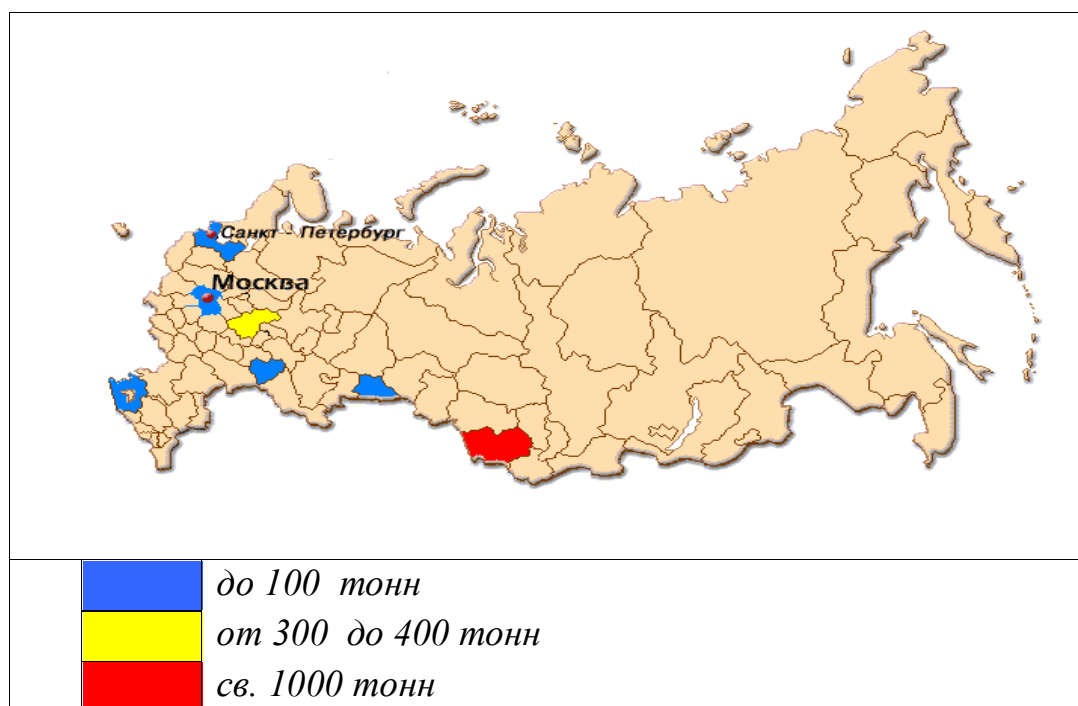 Санкт - Петербург
Москва
до 100 тонн
от 300 до 400 тонн
св. 1000 тонн